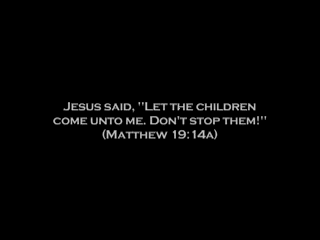 Jesus said, "Let the children
come unto me. Don't stop them!"
(Matthew 19:14a)